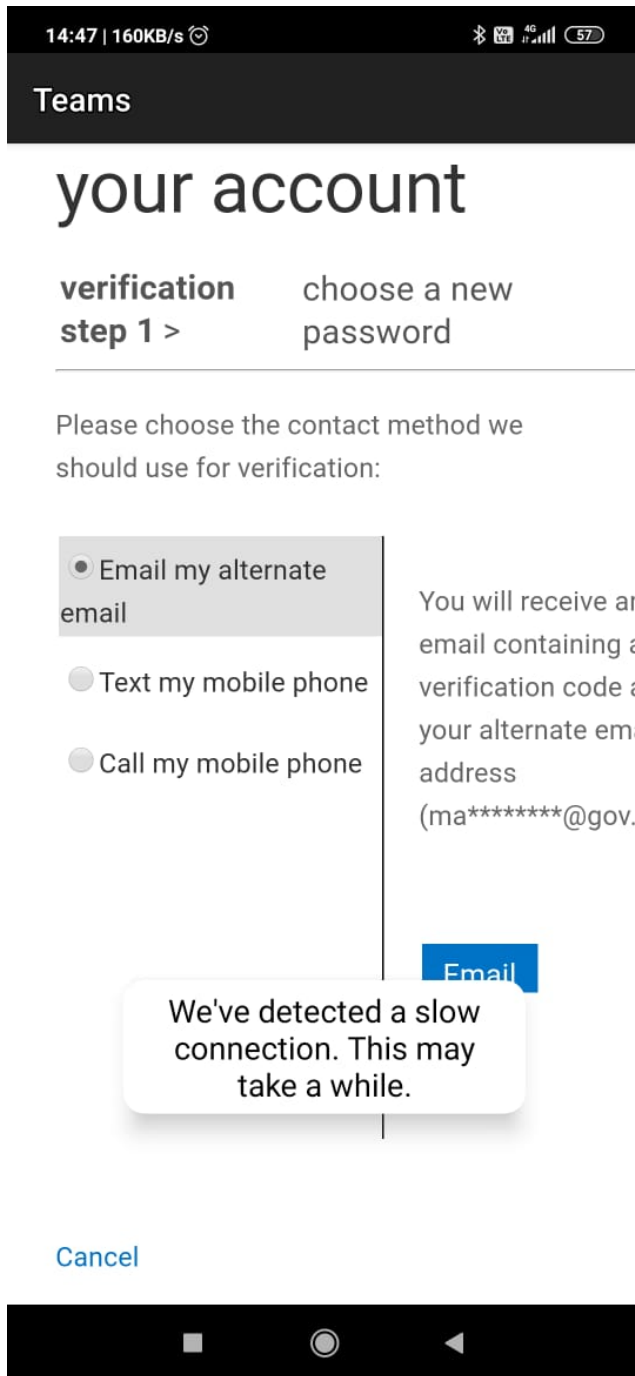 14:47 | 160KB/s
Vo LTE 4G 57
Teams
your account
verification
step 1 >
choose a new
password
Please choose the contact method we
should use for verification:
Email my alternate
email
Text my mobile phone
Call my mobile phone
You will receive
email containing
verification code
your alternate
address
(ma********@gov.
Email
We've detected a slow
connection. This may
take a while.
Cancel